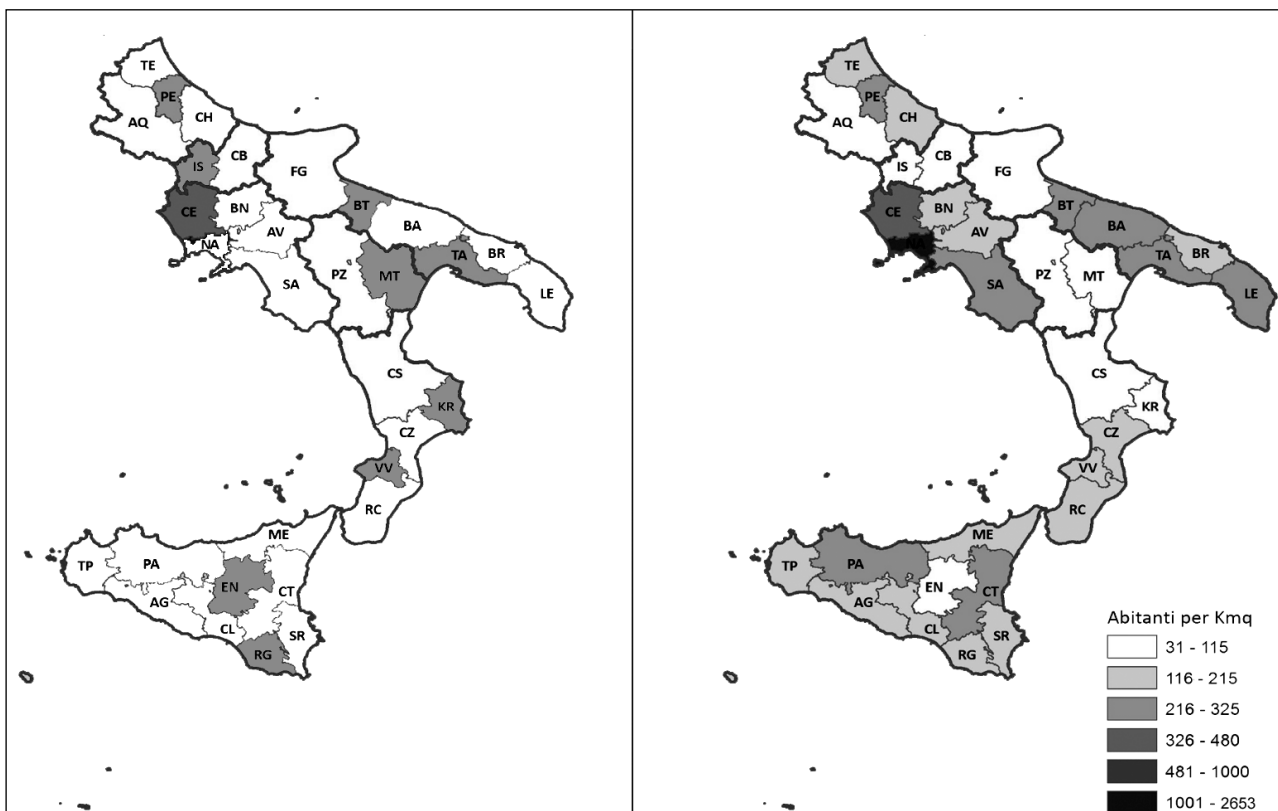 TE
PE
AQ
CH
IS
CB
FG
CE
BN
AV
NA
BT
BA
BR
TA
LE
SA
PZ
MT
CS
KR
CZ
VV
RC
ME
TP
PA
EN
CT
AG
CL
SR
RG
TE
PE
AQ
CH
IS
CB
FG
CE
BN
AV
NA
BT
BA
BR
TA
LE
SA
PZ
MT
CS
KR
CZ
VV
RC
ME
TP
PA
EN
CT
AG
CL
SR
RG
Abitanti per Kmq
31 - 115
116 - 215
216 - 325
326 - 480
481 - 1000
1001 - 2653